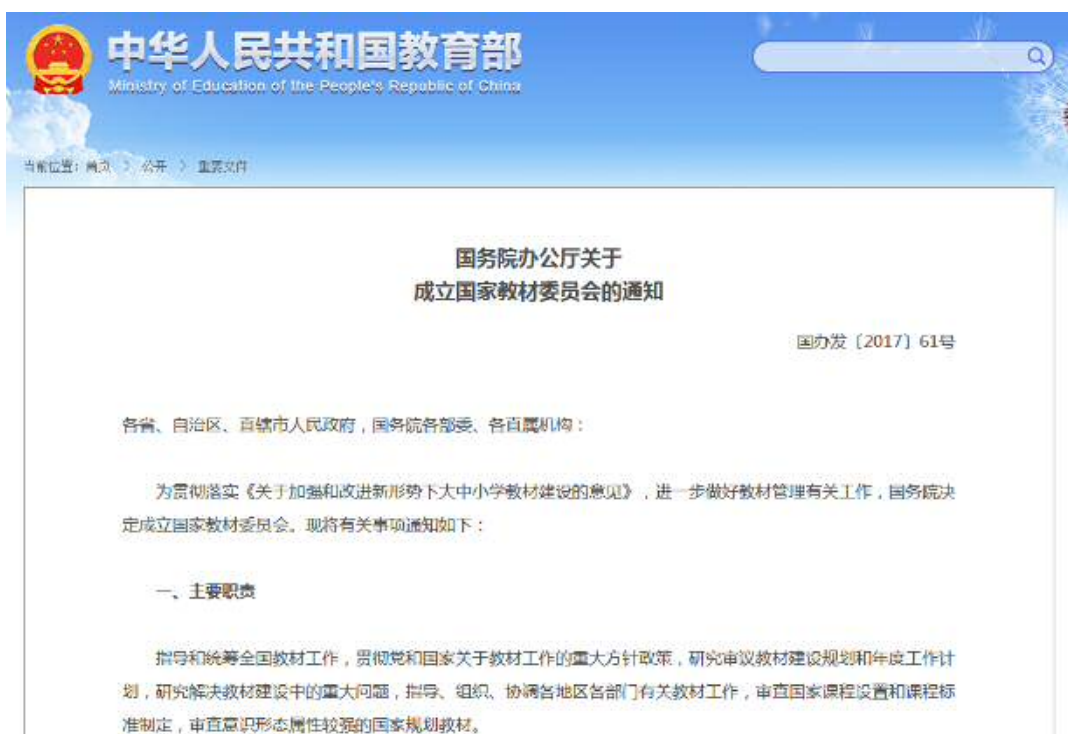 中华人民共和国教育部
Ministry of Education of the People's Republic of China
当前位置：首页 > 公开 > 重要文件
国务院办公厅关于
成立国家教材委员会的通知
国办发〔2017〕61号
各省、自治区、直辖市人民政府，国务院各部委、各直属机构：
为贯彻落实《关于加强和改进新形势下大中小学教材建设的意见》，进一步做好教材管理有关工作，国务院决
定成立国家教材委员会。现将有关事项通知如下：
一、主要职责
指导和统筹全国教材工作，贯彻党和国家关于教材工作的重大方针政策，研究审议教材建设规划和年度工作计
划，研究解决教材建设中的重大问题，指导、组织、协调各地区各部门有关教材工作，审查国家课程设置和课程标
准制定，审查意识形态属性较强的国家规划教材。